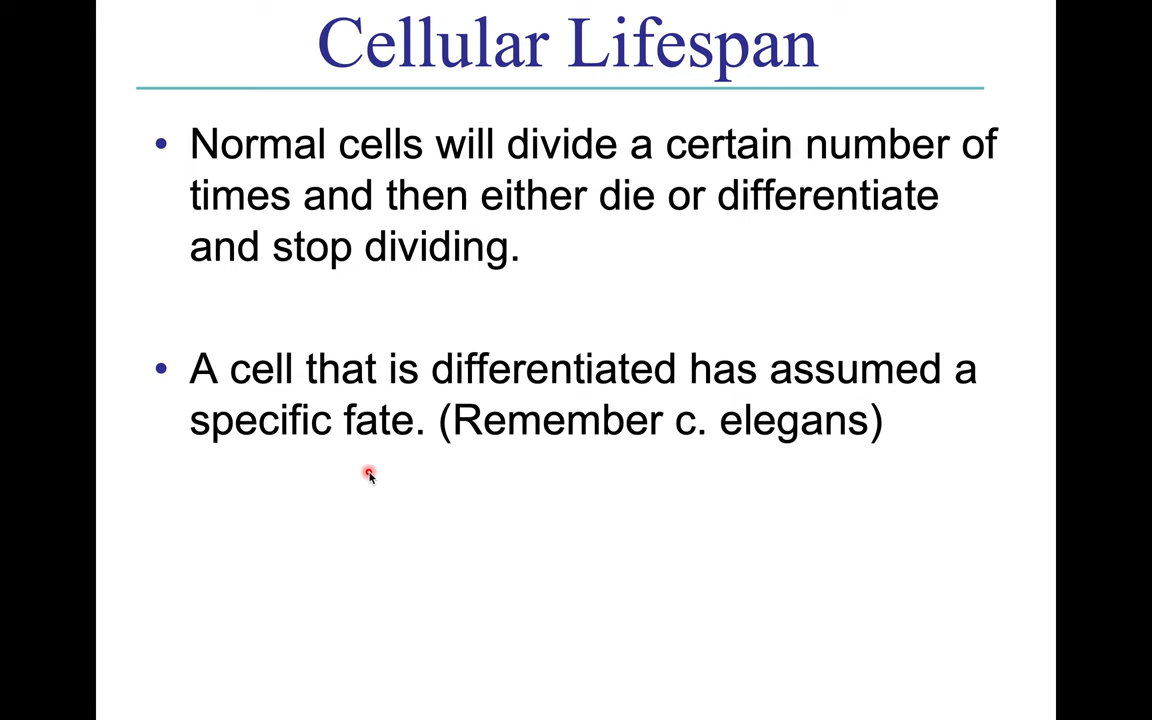 Cellular Lifespan
• Normal cells will divide a certain number of
times and then either die or differentiate
and stop dividing.
• A cell that is differentiated has assumed a
specific fate. (Remember c. elegans)